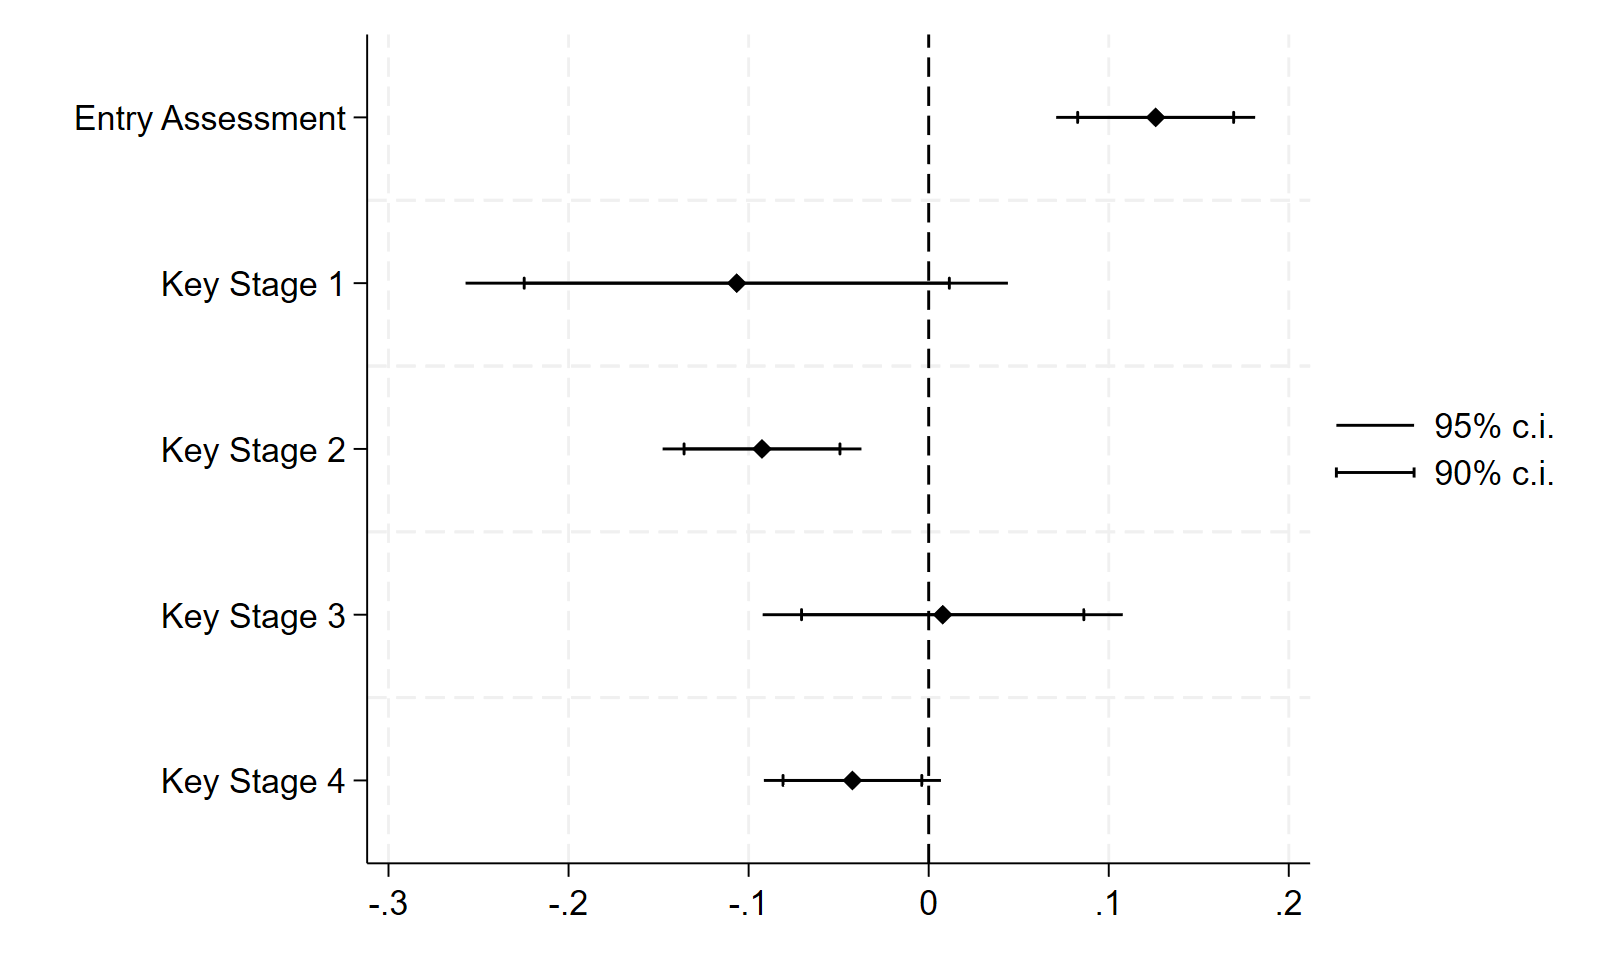 Entry Assessment
Key Stage 1
Key Stage 2
Key Stage 3
Key Stage 4
-.3 -.2 -.1 0 .1 .2
95% c.i.
90% c.i.